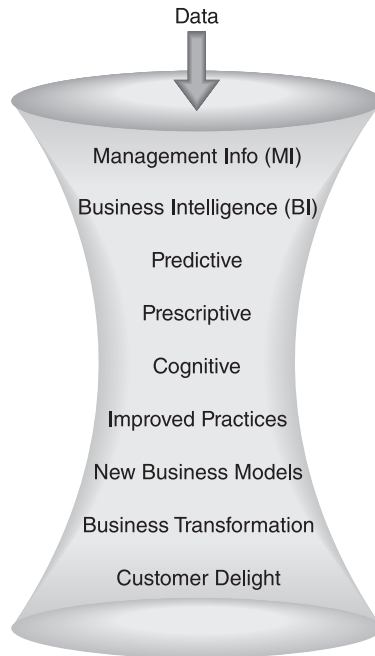 Data
Management Info (MI)
Business Intelligence (BI)
Predictive
Prescriptive
Cognitive
Improved Practices
New Business Models
Business Transformation
Customer Delight